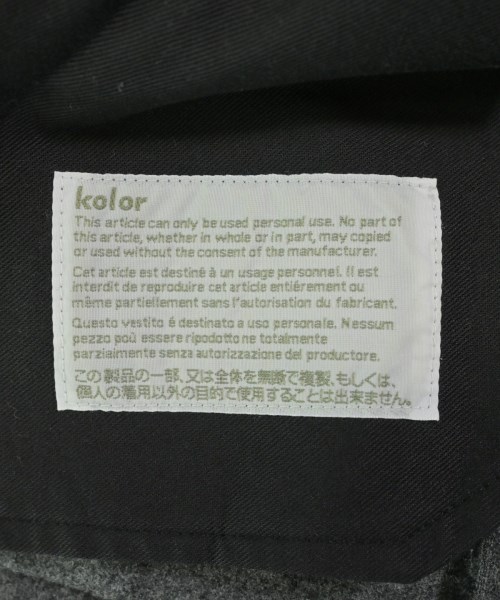 kolor
This article can only be used personal use. No part of
this article, whether in whole or in part, may copied
or used without the consent of the manufacturer.
Cet article est destiné à un usage personnel. Il est
interdit de reproduire cet article entiérement ou
même partiellement sans l'autorisation du fabricant.
Questo vestito é destinato a uso personale. Nessum
pezzo poù essere ripodotto ne totalmente
parzialmente senza autorizzazione del productore.
この製品の一部、又は全体を無断で複製、もしくは、
個人の着用以外の目的で使用することは出来ません。